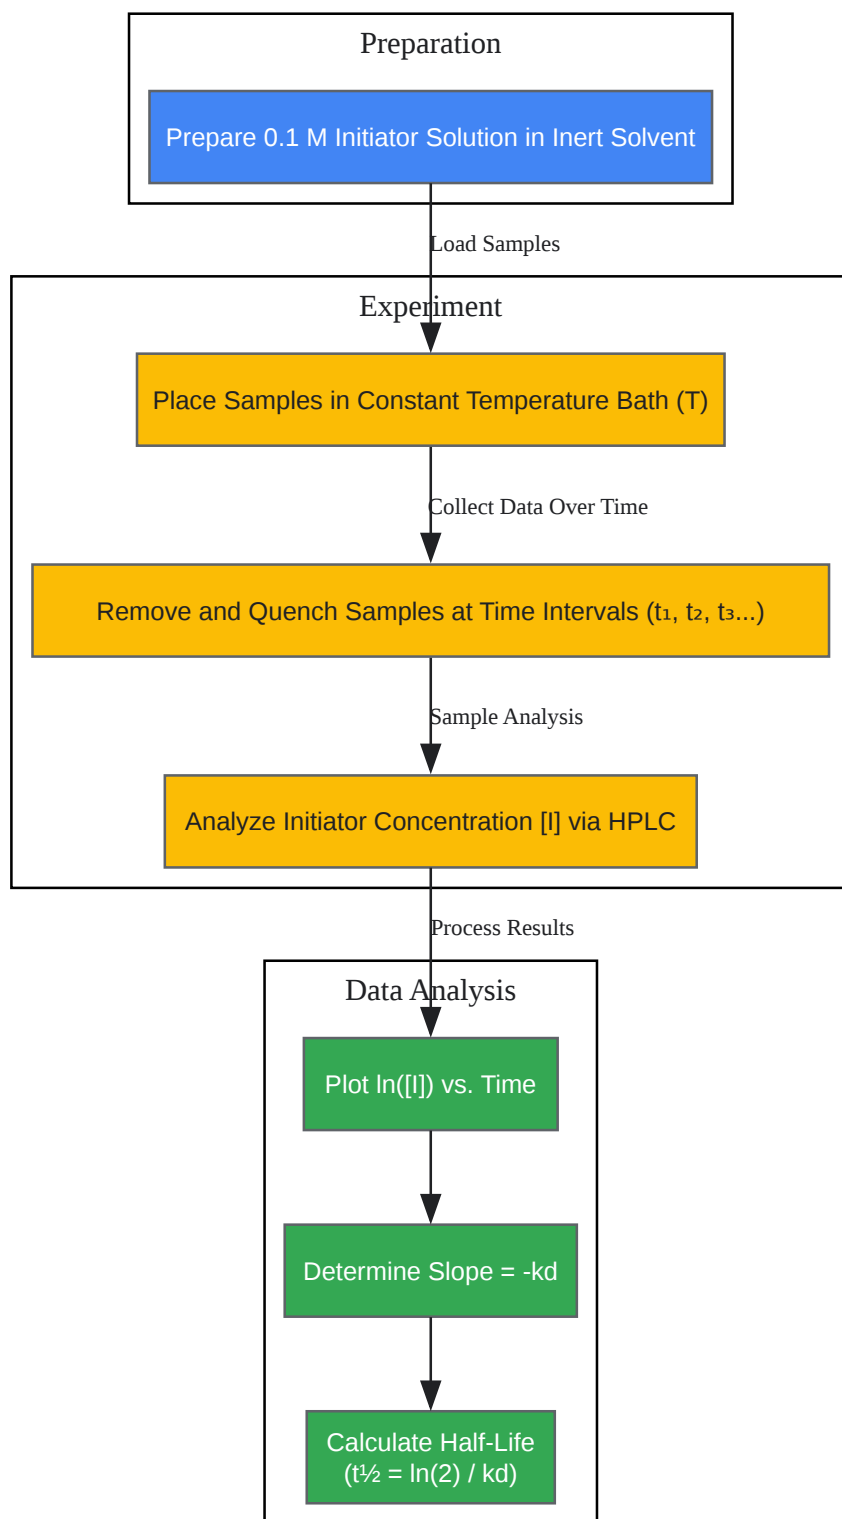 Preparation
Prepare 0.1 M Initiator Solution in Inert Solvent
Load Samples
Experiment
Place Samples in Constant Temperature Bath (T)
Collect Data Over Time
Remove and Quench Samples at Time Intervals (t₁, t₂, t₃...)
Sample Analysis
Analyze Initiator Concentration [I] via HPLC
Process Results
Data Analysis
Plot ln([I]) vs. Time
Determine Slope = -kd
Calculate Half-Life
(t½ = ln(2) / kd)